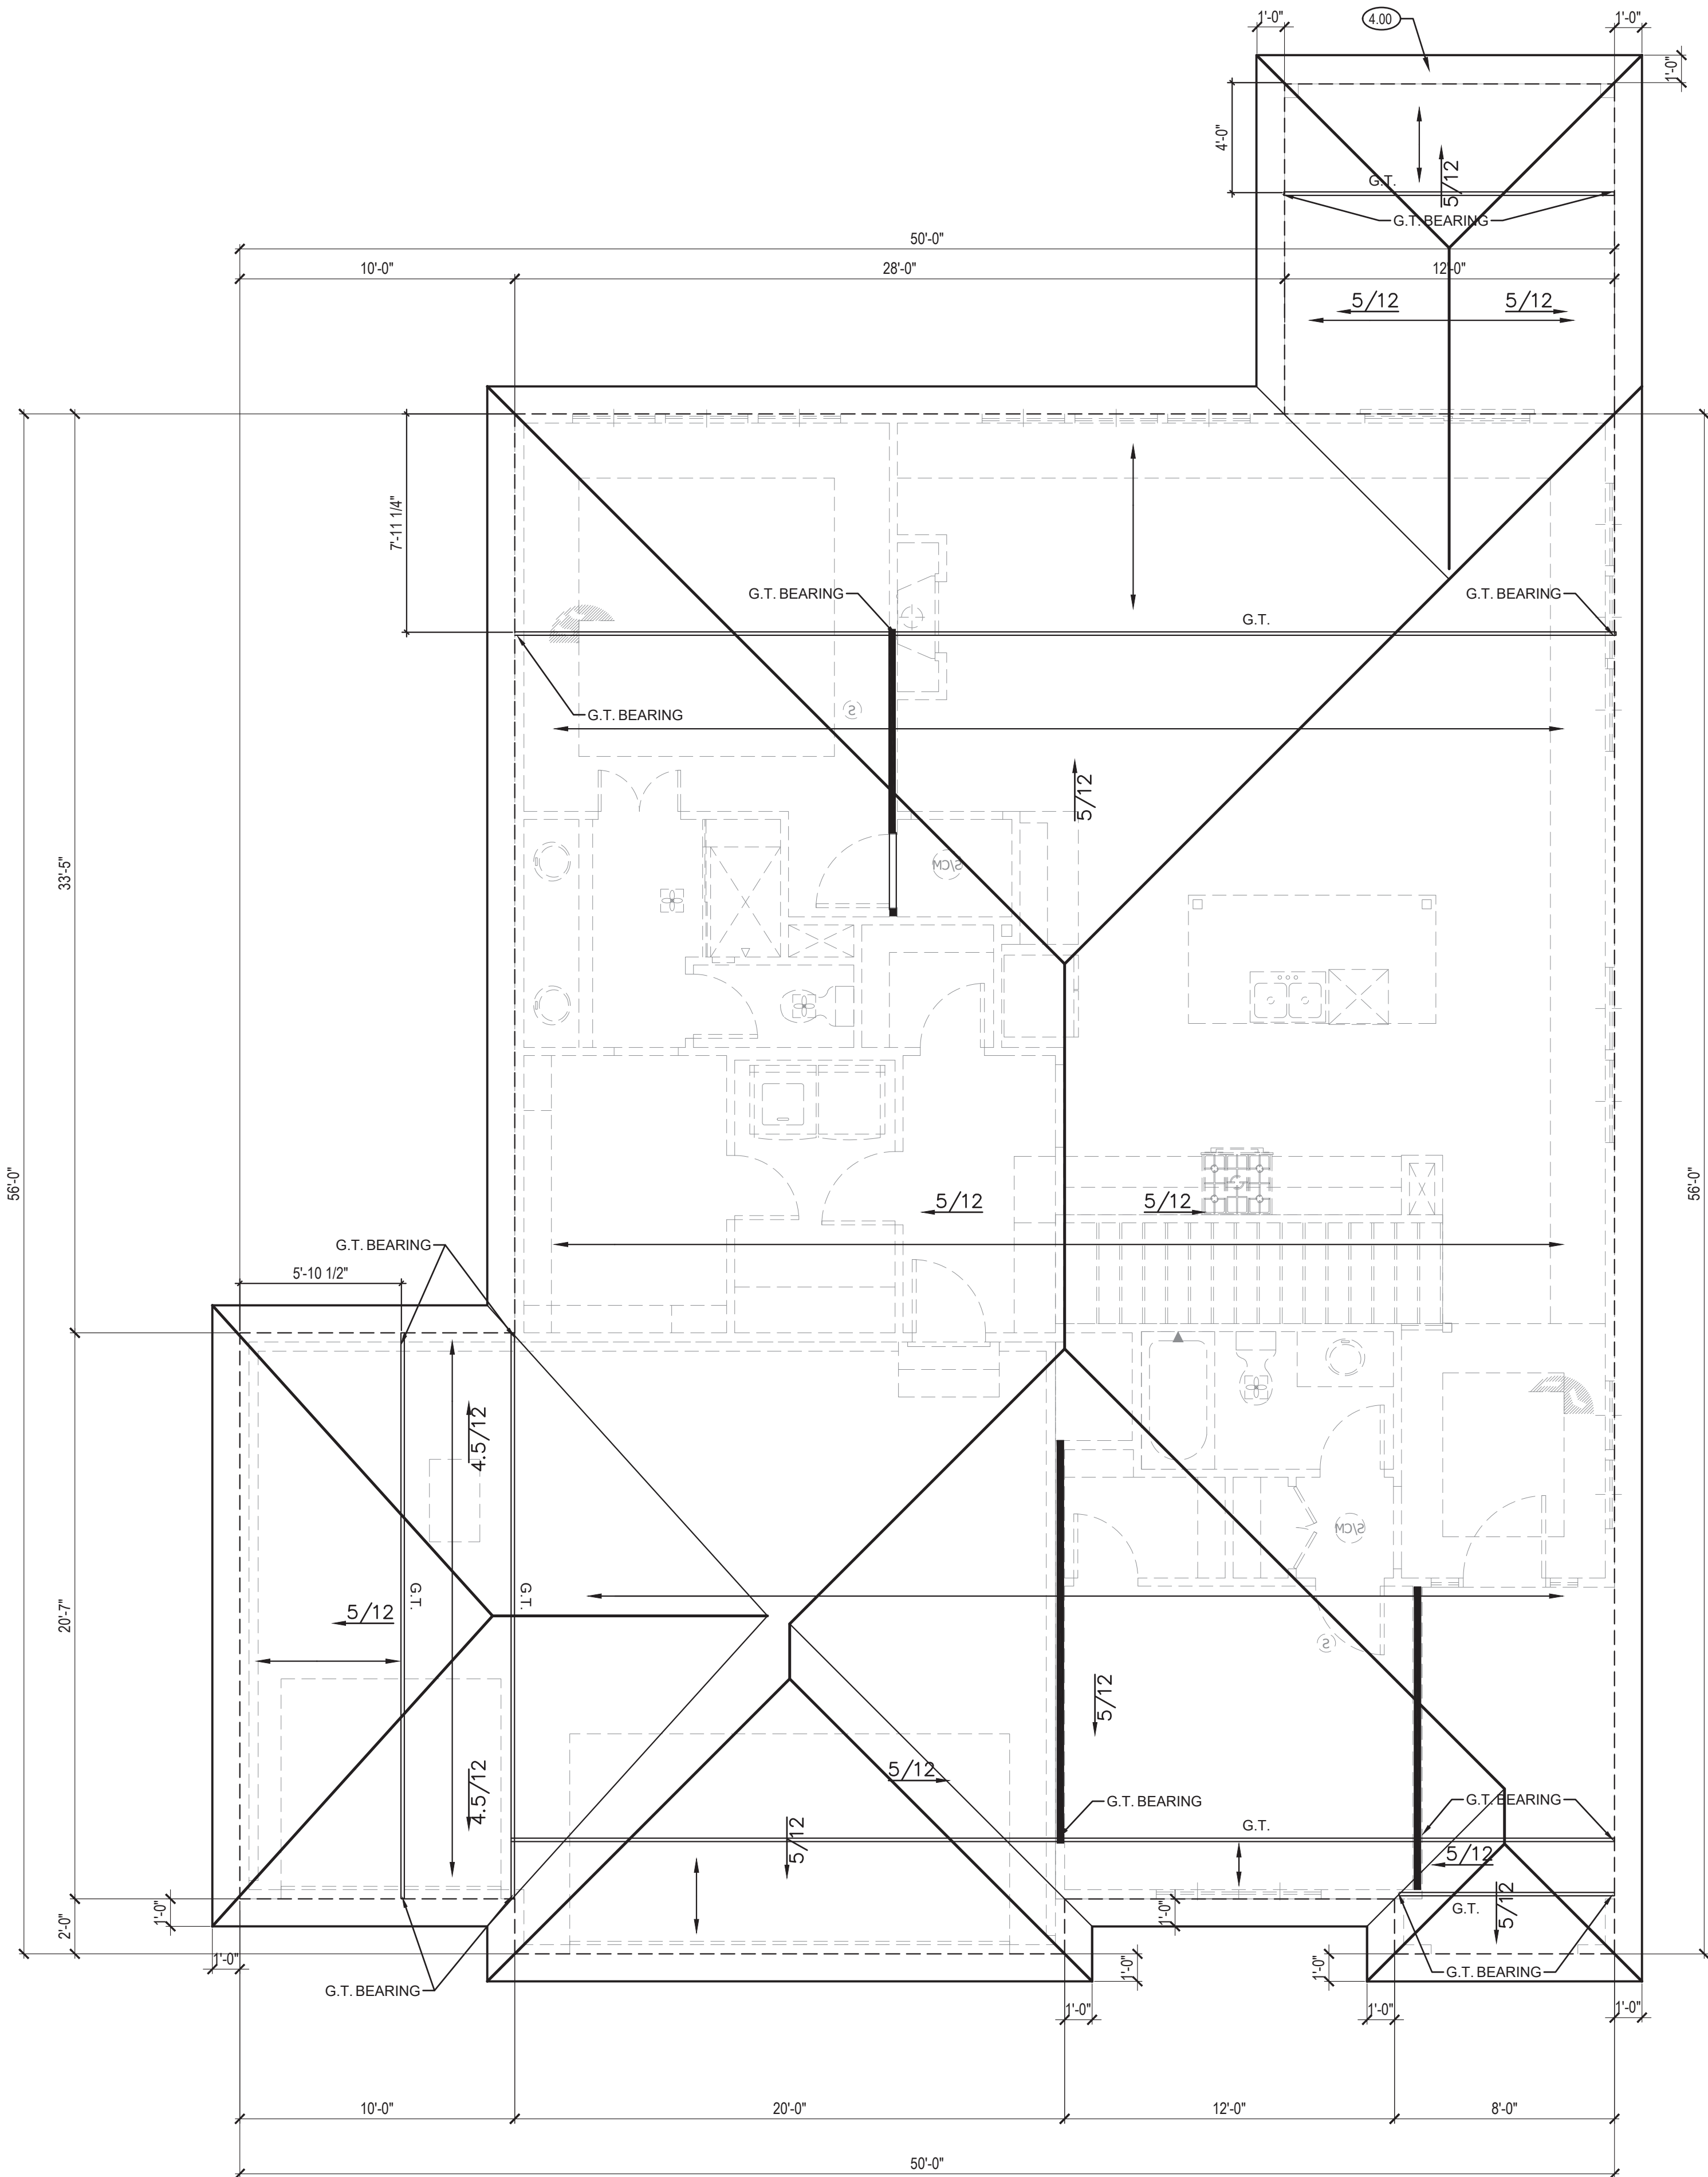 1'-0"
4.00
1'-0"
1'-0"
4'-0"
G.T.
5/12
G.T. BEARING
50'-0"
10'-0"
28'-0"
12'-0"
5/12
5/12
7'-11 1/4"
G.T. BEARING
G.T. BEARING
G.T.
G.T. BEARING
S
5/12
33'-5"
S/CM
56'-0"
56'-0"
5/12
5/12
G.T. BEARING
5'-10 1/2"
4.5/12
S/CM
G.T.
G.T.
5/12
20'-7"
S
5/12
5/12
4.5/12
G.T. BEARING
G.T. BEARING
5/12
G.T.
5/12
5/12
G.T.
1'-0"
1'-0"
2'-0"
1'-0"
1'-0"
1'-0"
G.T. BEARING
G.T. BEARING
1'-0"
1'-0"
1'-0"
10'-0"
20'-0"
12'-0"
8'-0"
50'-0"